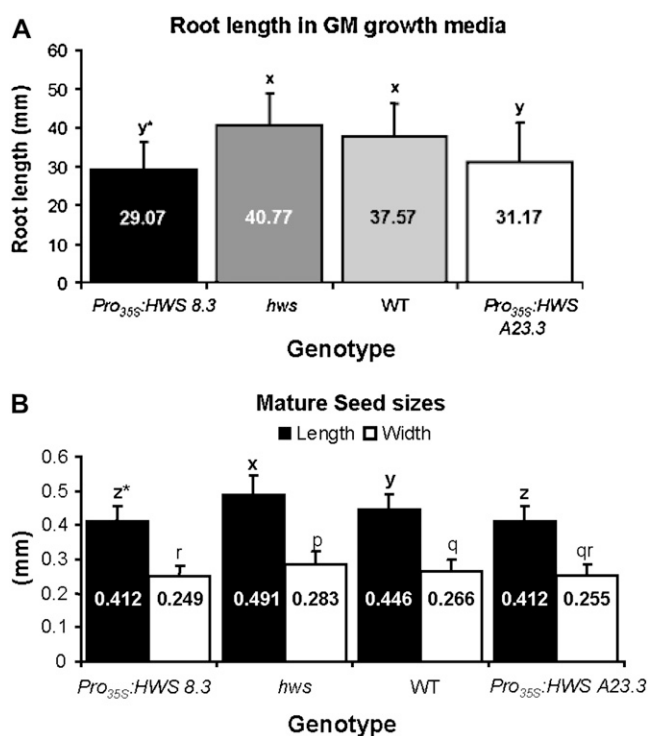 A
Root length in GM growth media
Root length (mm)
60
50
40
30
20
10
0
y*
x
x
y
29.07
40.77
37.57
31.17
Pro35S:HWS 8.3
hws
WT
Pro35S:HWS
A23.3
Genotype
B
Mature Seed sizes
Length Width
(mm)
0.6
0.5
0.4
0.3
0.2
0.1
0
z*
r
x
p
y
q
z
qr
0.412 0.249 0.491 0.283 0.446 0.266 0.412 0.255
Pro35S:HWS 8.3
hws
WT
Pro35S:HWS A23.3
Genotype